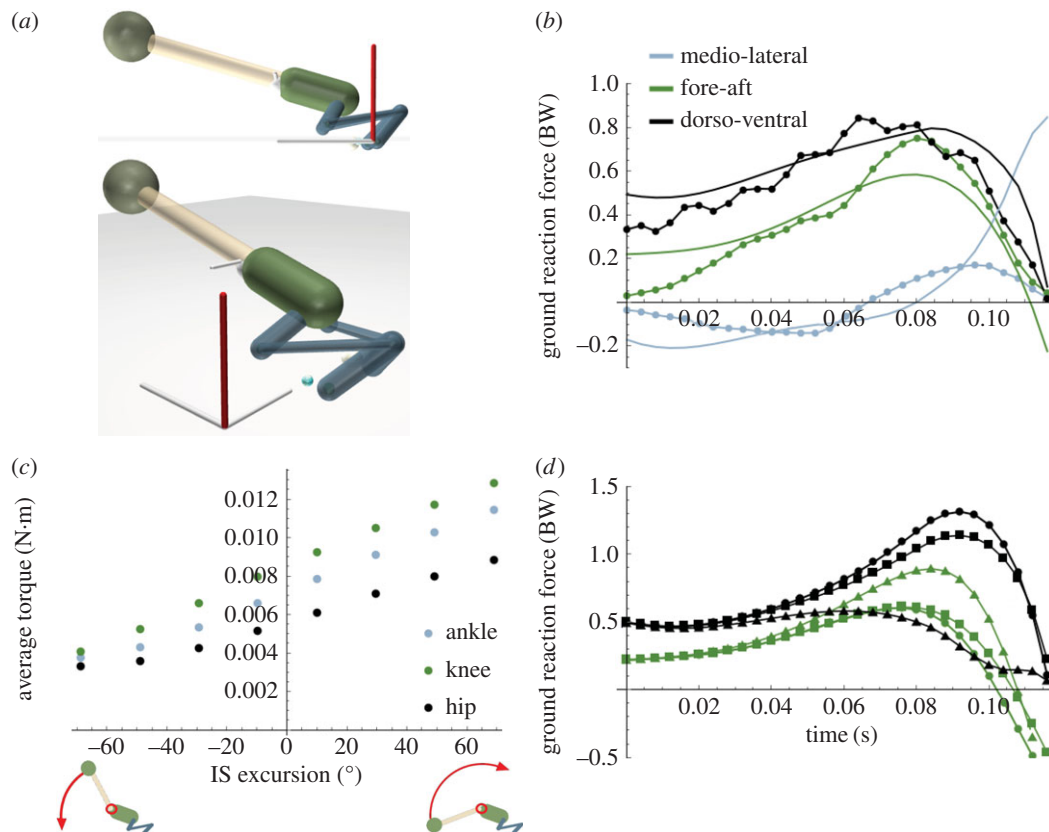 (a)
(b)
medio-lateral
fore-aft
dorso-ventral
ground reaction force (BW)
1.0
0.8
0.6
0.4
0.2
−0.2
0.02
0.04
0.06
0.08
0.10
(c)
average torque (N·m)
0.012
0.010
0.008
0.006
0.004
0.002
ankle
knee
hip
−60
−40
−20
0
20
40
60
IS excursion (°)
(d)
ground reaction force (BW)
1.5
1.0
0.5
−0.5
0.02
0.04
0.06
0.08
0.10
time (s)